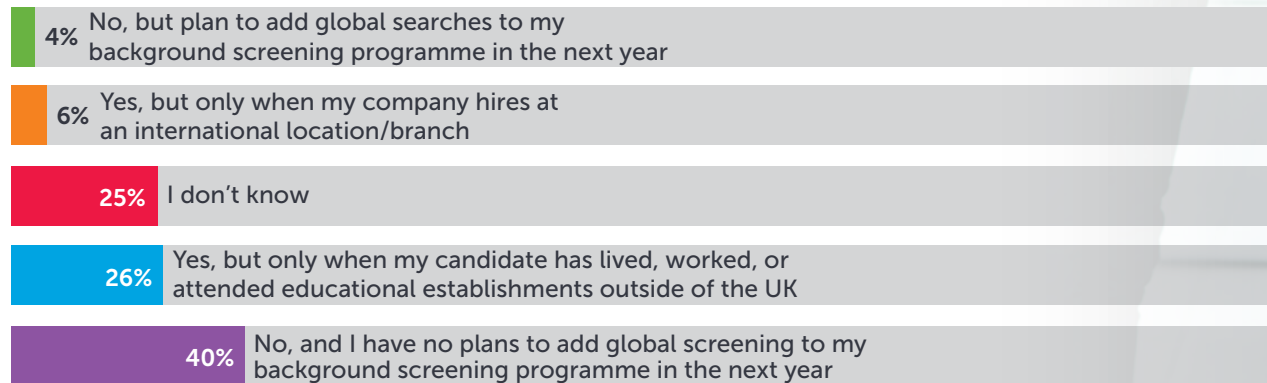 4% No, but plan to add global searches to my
background screening programme in the next year
6% Yes, but only when my company hires at
an international location/branch
25% I don’t know
26% Yes, but only when my candidate has lived, worked, or
attended educational establishments outside of the UK
40% No, and I have no plans to add global screening to my
background screening programme in the next year